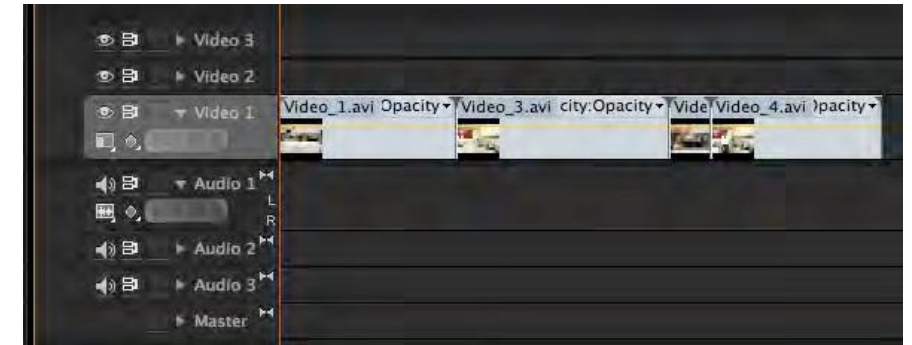 Video 3
Video 2
Video 1
Video_1.avi Opacity Video_3.avi city:Opacity Vide Video_4.avi pacity
Audio 1
L
R
Audio 2
Audio 3
Master